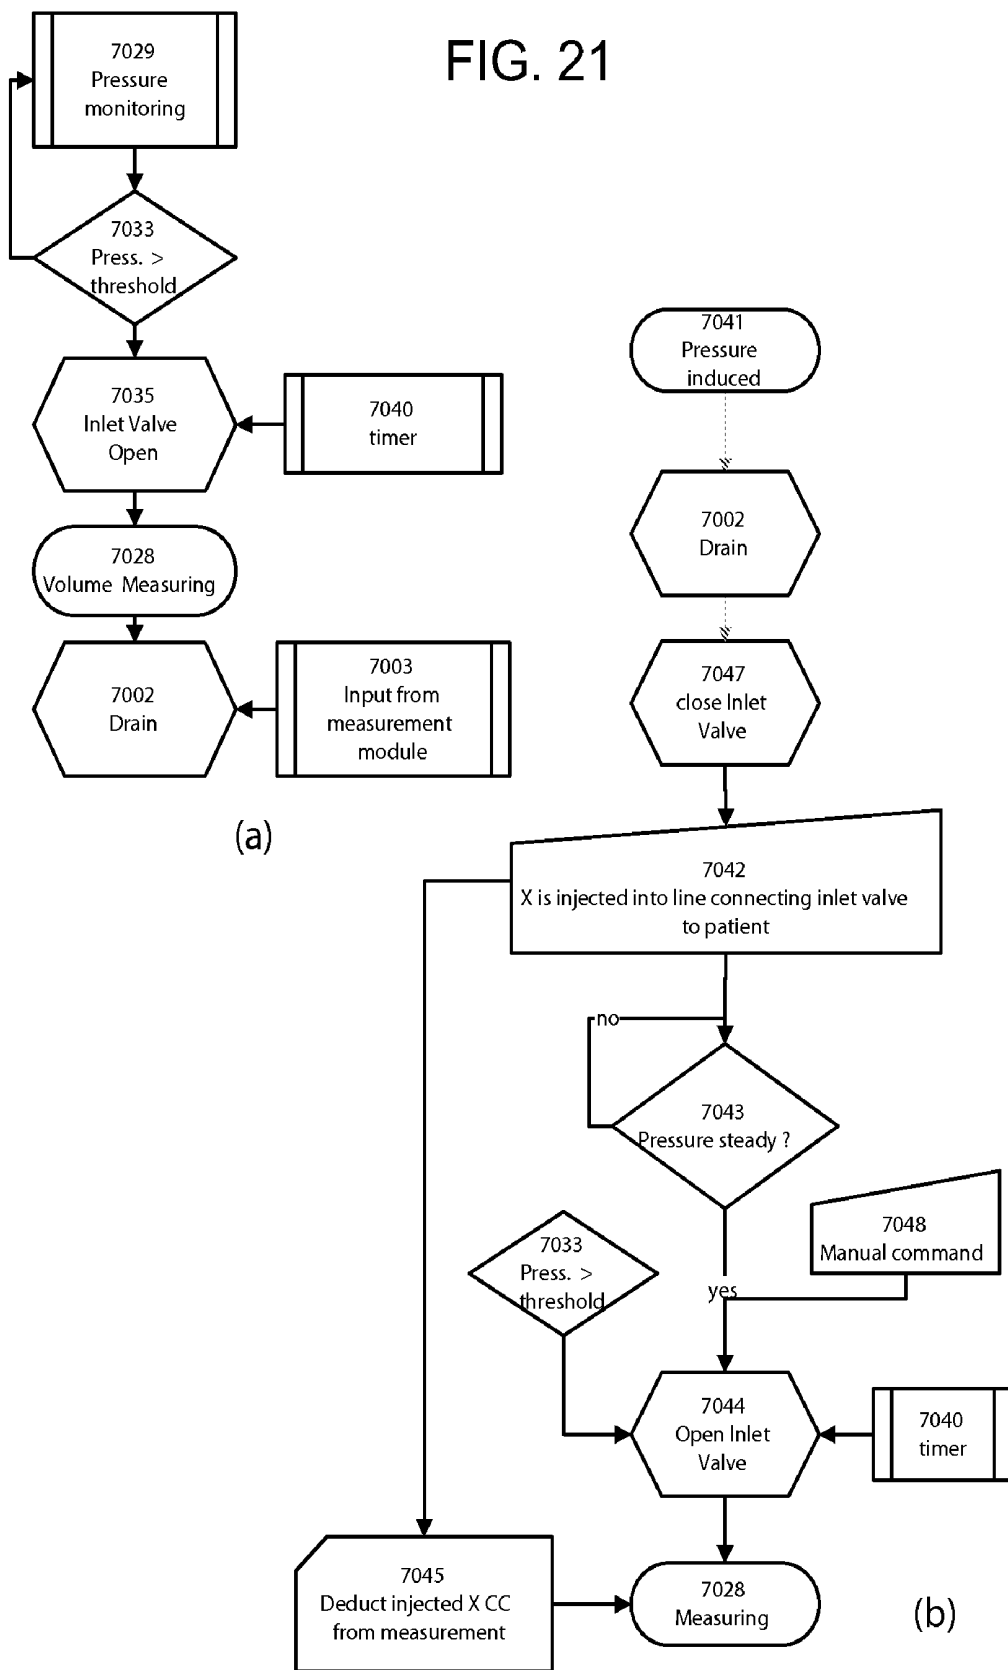 FIG. 21
7029
Pressure
monitoring
7033
Press. >
threshold
7035
Inlet Valve
Open
7040
timer
7028
Volume Measuring
7002
Drain
7003
Input from
measurement
module
(a)
7041
Pressure
induced
7002
Drain
7047
close Inlet
Valve
7042
X is injected into line connecting inlet valve
to patient
no
7043
Pressure steady ?
7048
Manual command
7033
Press. >
threshold
yes
7044
Open Inlet
Valve
7040
timer
7045
Deduct injected X CC
from measurement
7028
Measuring
(b)